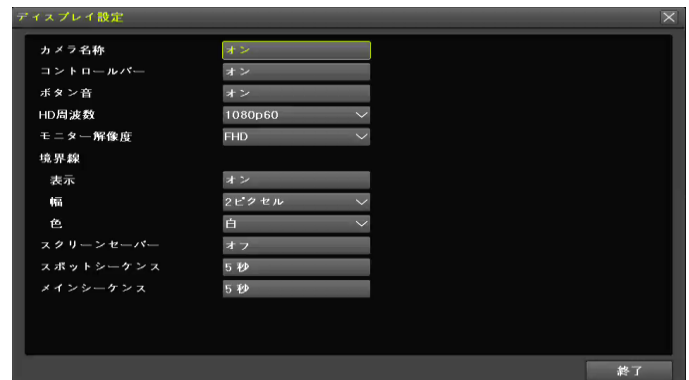 ディスプレイ設定
カメラ名称 オン
コントロールバー オン
ボタン音 オン
HD周波数 1080p60
モニター解像度 FHD
境界線
表示 オン
幅 2ピクセル
色 白
スクリーンセーバー オフ
スポットシーケンス 5秒
メインシーケンス 5秒
終了